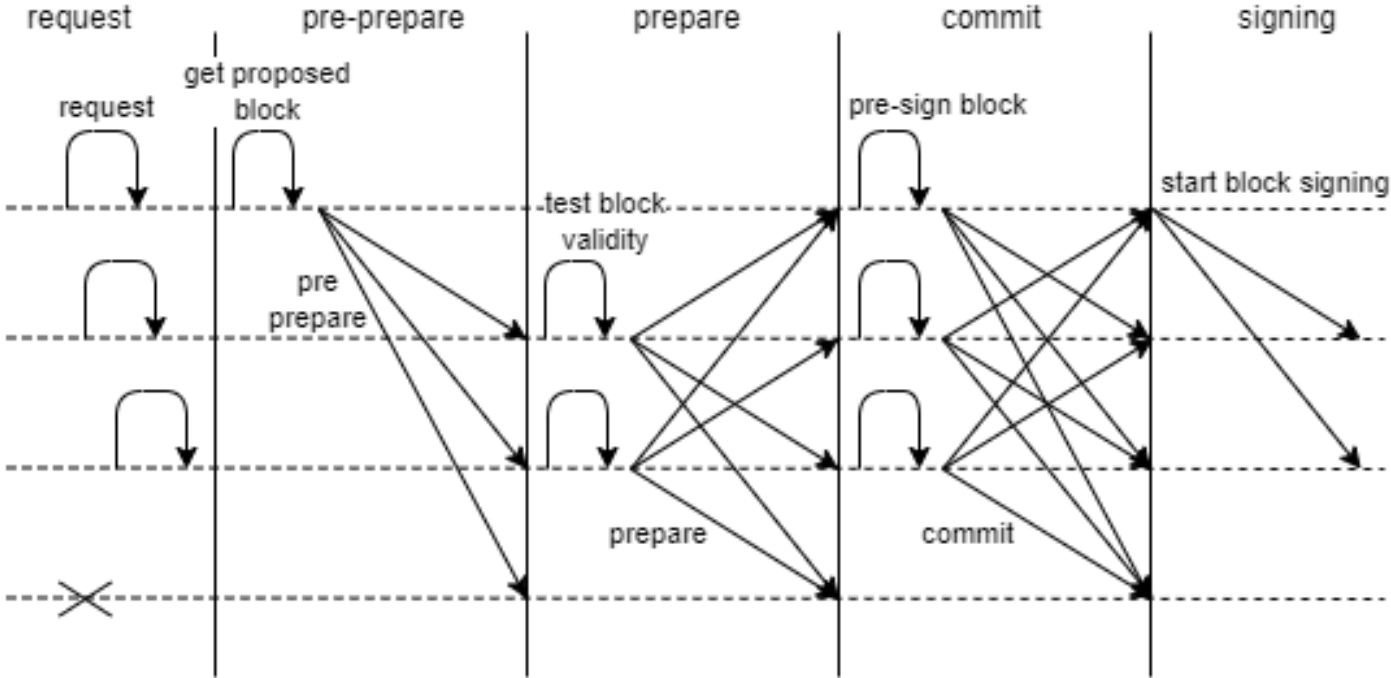 request
pre-prepare
prepare
commit
signing
get proposed
block
request
pre-sign block
start block signing
test block
validity
pre
prepare
prepare
commit